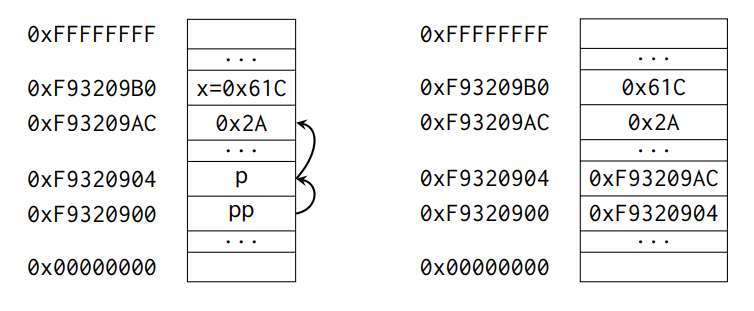 0xFFFFFFFF
...
0xF93209B0 x=0x61C
0xF93209AC 0x2A
...
0xF9320904 p
0xF9320900 pp
...
0x00000000
0xFFFFFFFF
...
0xF93209B0 0x61C
0xF93209AC 0x2A
...
0xF9320904 0xF93209AC
0xF9320900 0xF9320904
...
0x00000000